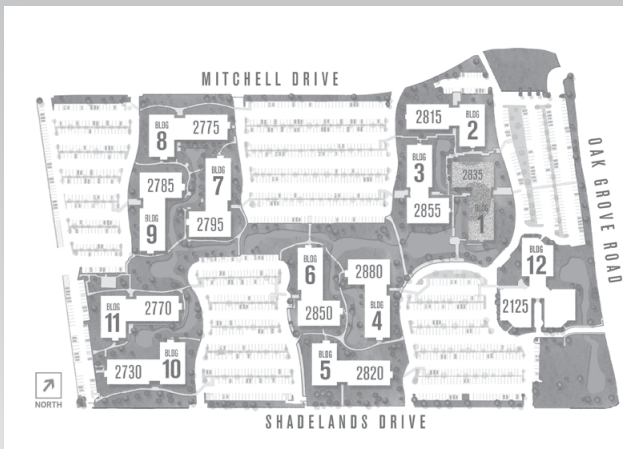 MITCHELL DRIVE
BLDG
8
2775
2815
BLDG
2
OAK GROVE ROAD
2785
BLDG
7
BLDG
3
2835
BLDG
9
2795
2855
BLDG
1
BLDG
6
2880
BLDG
12
BLDG
11
2770
2850
BLDG
4
2125
2730
BLDG
10
BLDG
5
2820
NORTH
SHADELANDS DRIVE